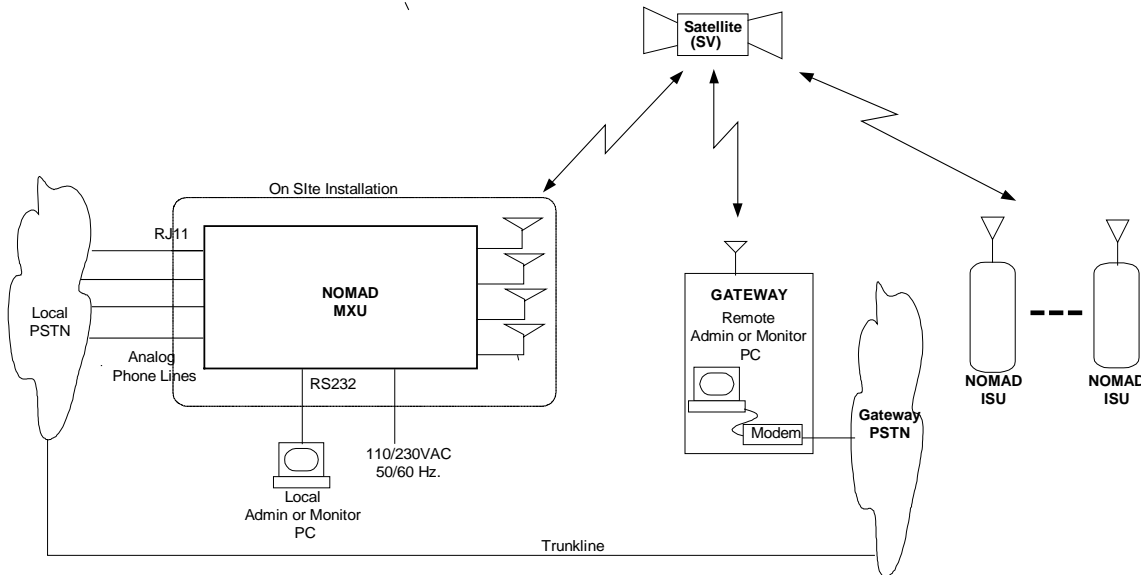 Satellite
(SV)
On SIte Installation
RJ11
NOMAD
MXU
Local
PSTN
Analog
Phone Lines
RS232
110/230VAC
50/60 Hz.
Local
Admin or Monitor
PC
GATEWAY
Remote
Admin or Monitor
PC
Modem
Gateway
PSTN
NOMAD
ISU
NOMAD
ISU
Trunkline